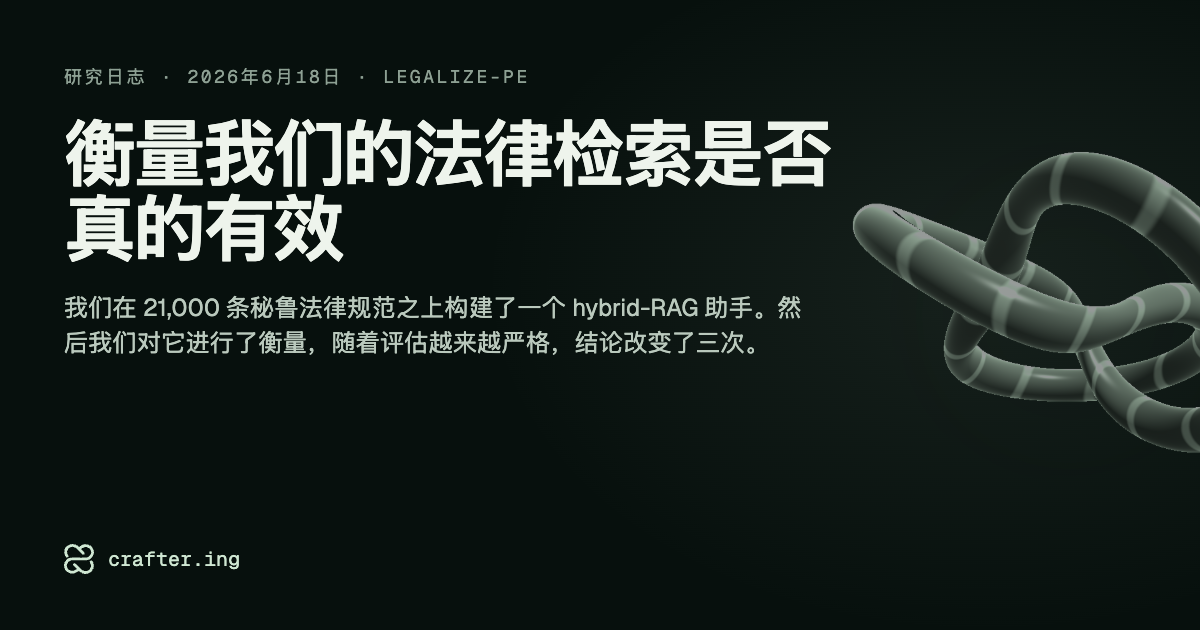 研究日志 · 2026年6月18日 · LEGALIZE-PE
衡量我们的法律检索是否
真的有效
我们在 21,000 条秘鲁法律规范之上构建了一个 hybrid-RAG 助手。然
后我们对它进行了衡量，随着评估越来越严格，结论改变了三次。
crafter.ing